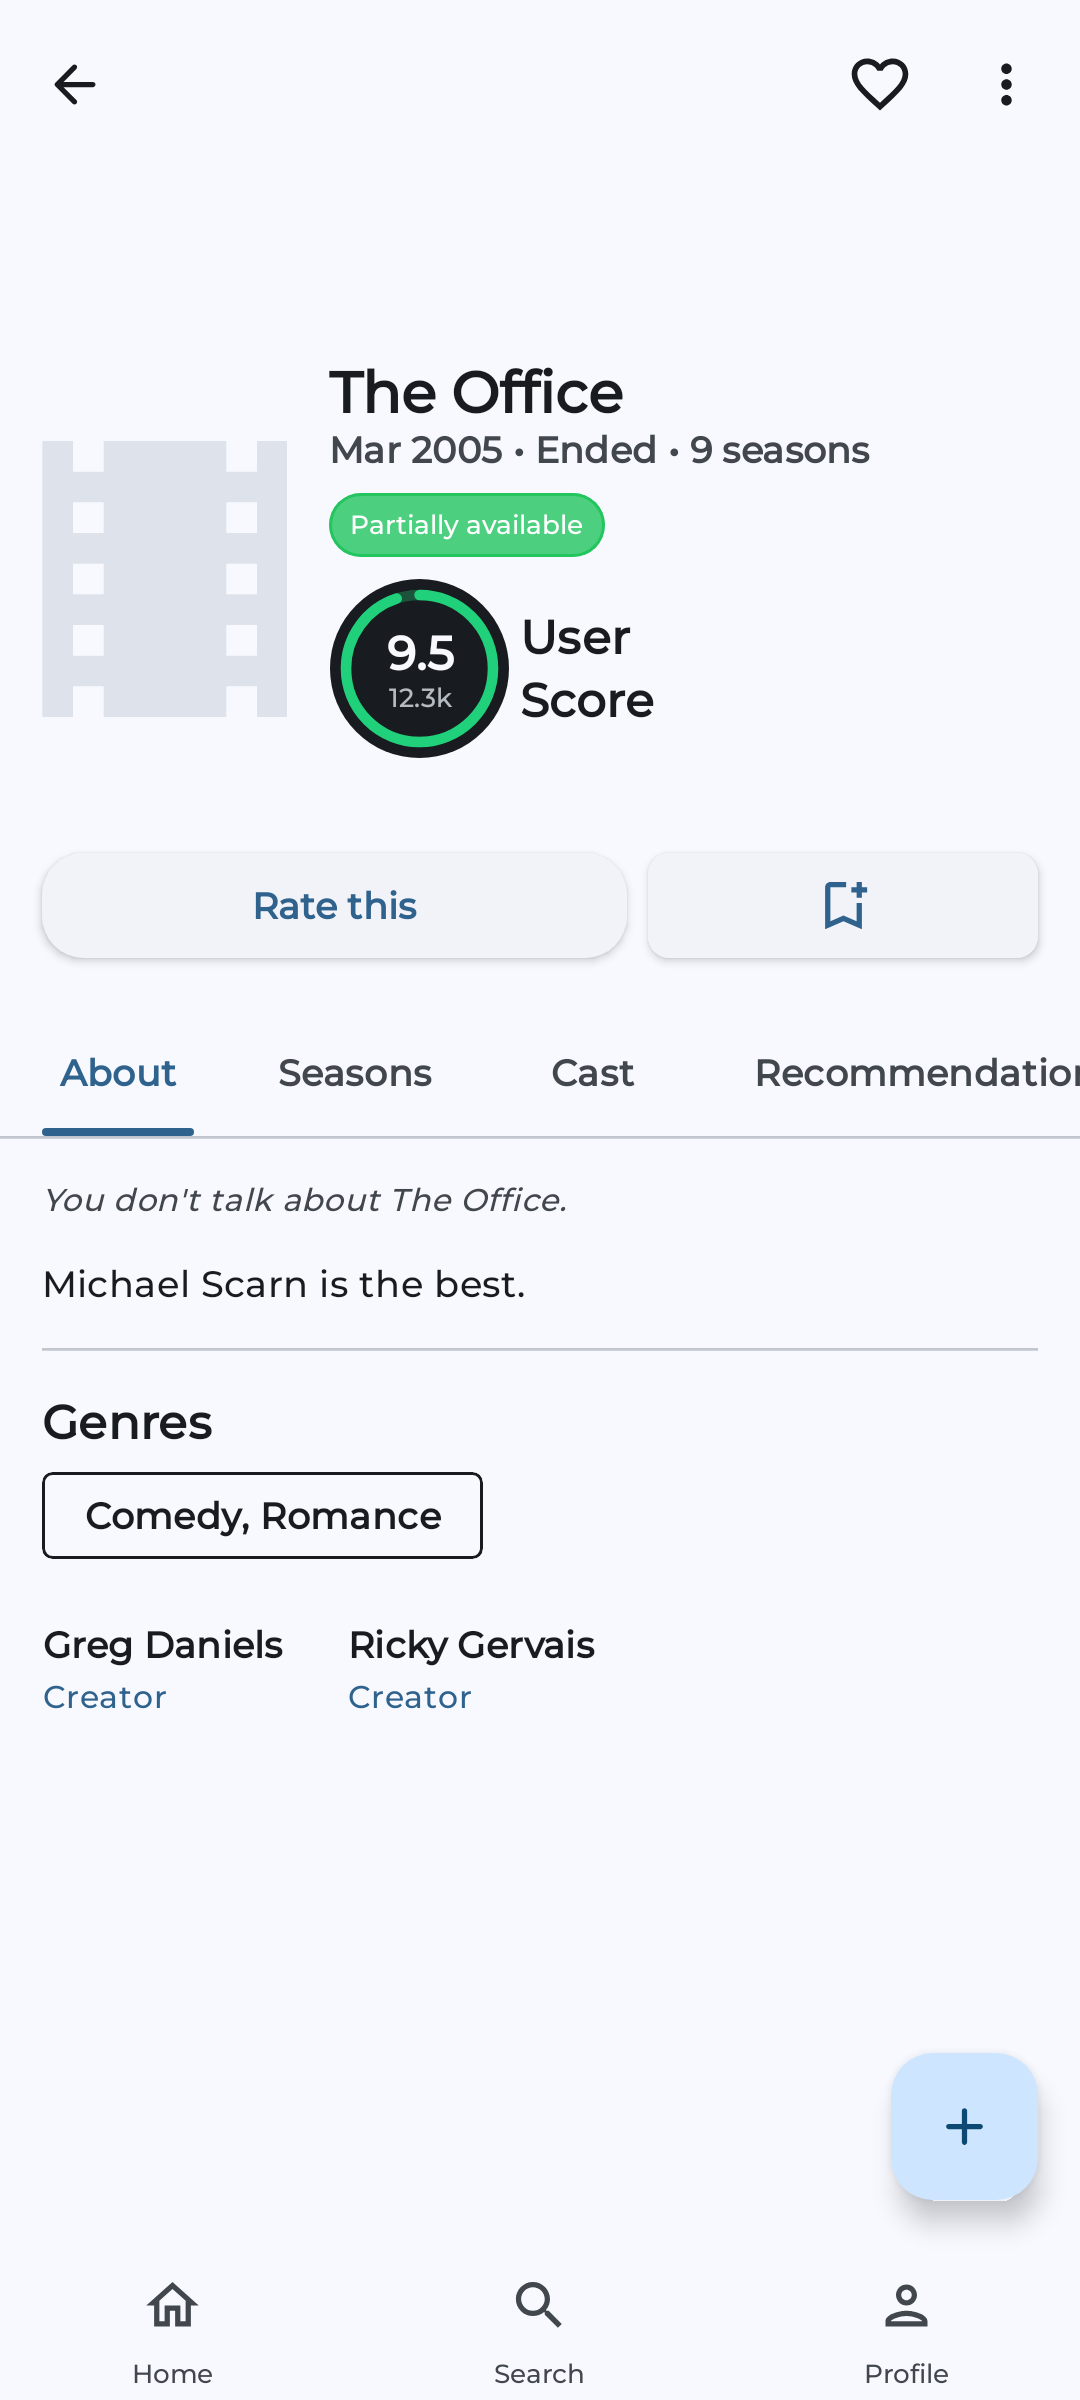 The Office
Mar 2005 • Ended • 9 seasons
Partially available
9.5
12.3k
User
Score
Rate this
About
Seasons
Cast
Recommendation
You don't talk about The Office.
Michael Scarn is the best.
Genres
Comedy, Romance
Greg Daniels
Creator
Ricky Gervais
Creator
Home
Search
Profile